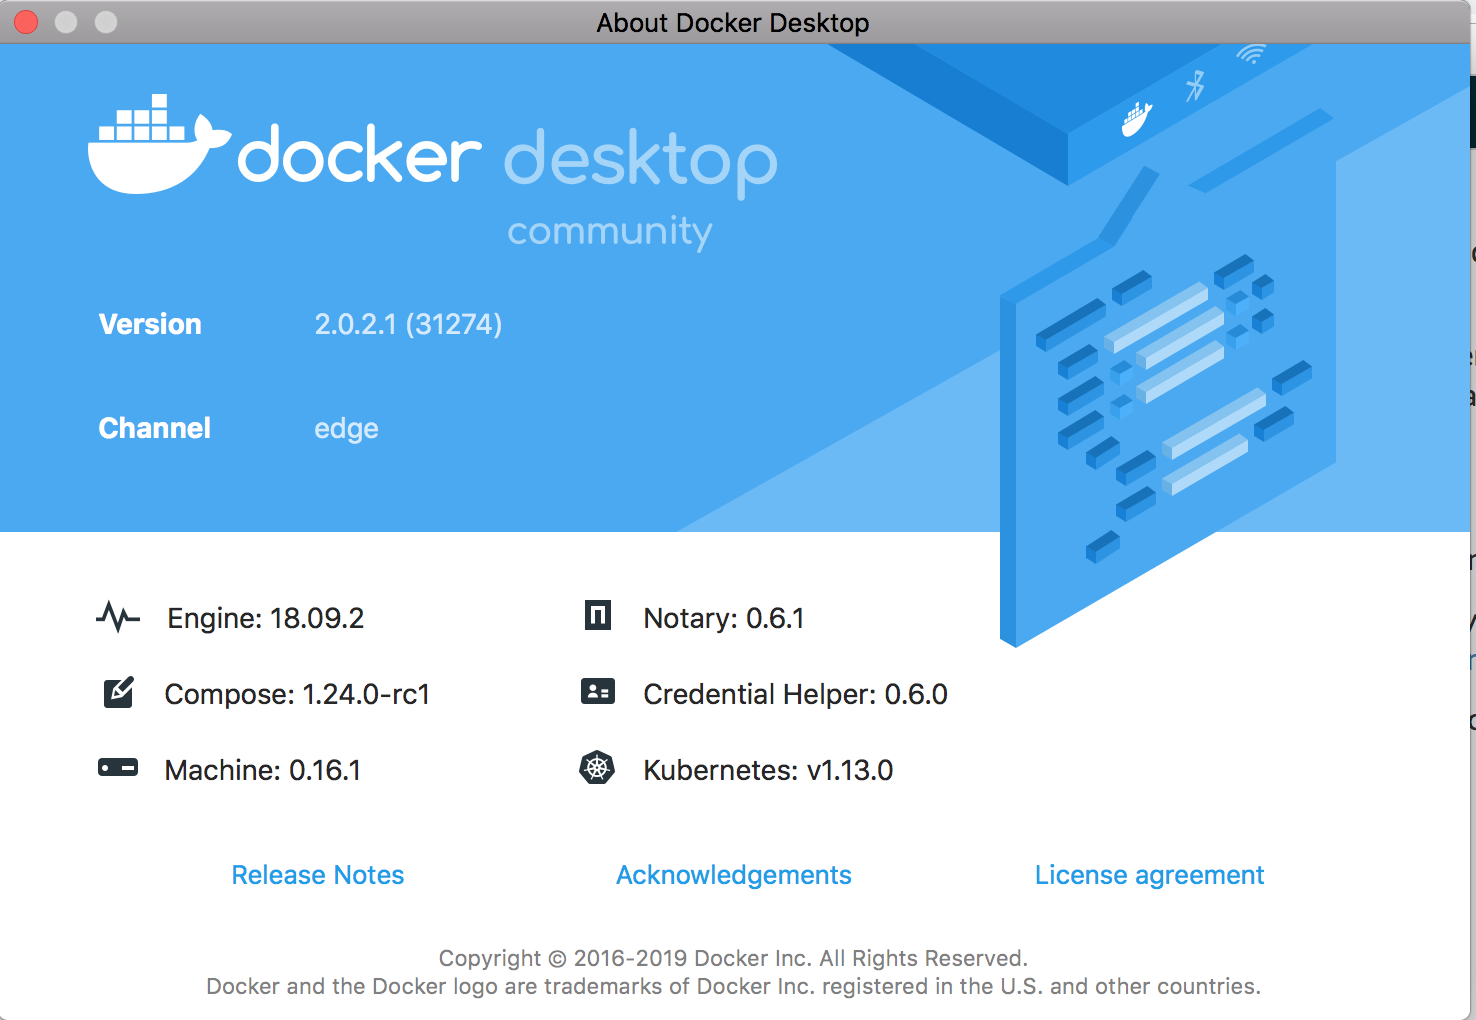 About Docker Desktop
docker desktop
community
Version 2.0.2.1 (31274)
Channel edge
Engine: 18.09.2 Notary: 0.6.1
Compose: 1.24.0-rc1 Credential Helper: 0.6.0
Machine: 0.16.1 Kubernetes: v1.13.0
Release Notes Acknowledgements License agreement
Copyright © 2016-2019 Docker Inc. All Rights Reserved.
Docker and the Docker logo are trademarks of Docker Inc. registered in the U.S. and other countries.